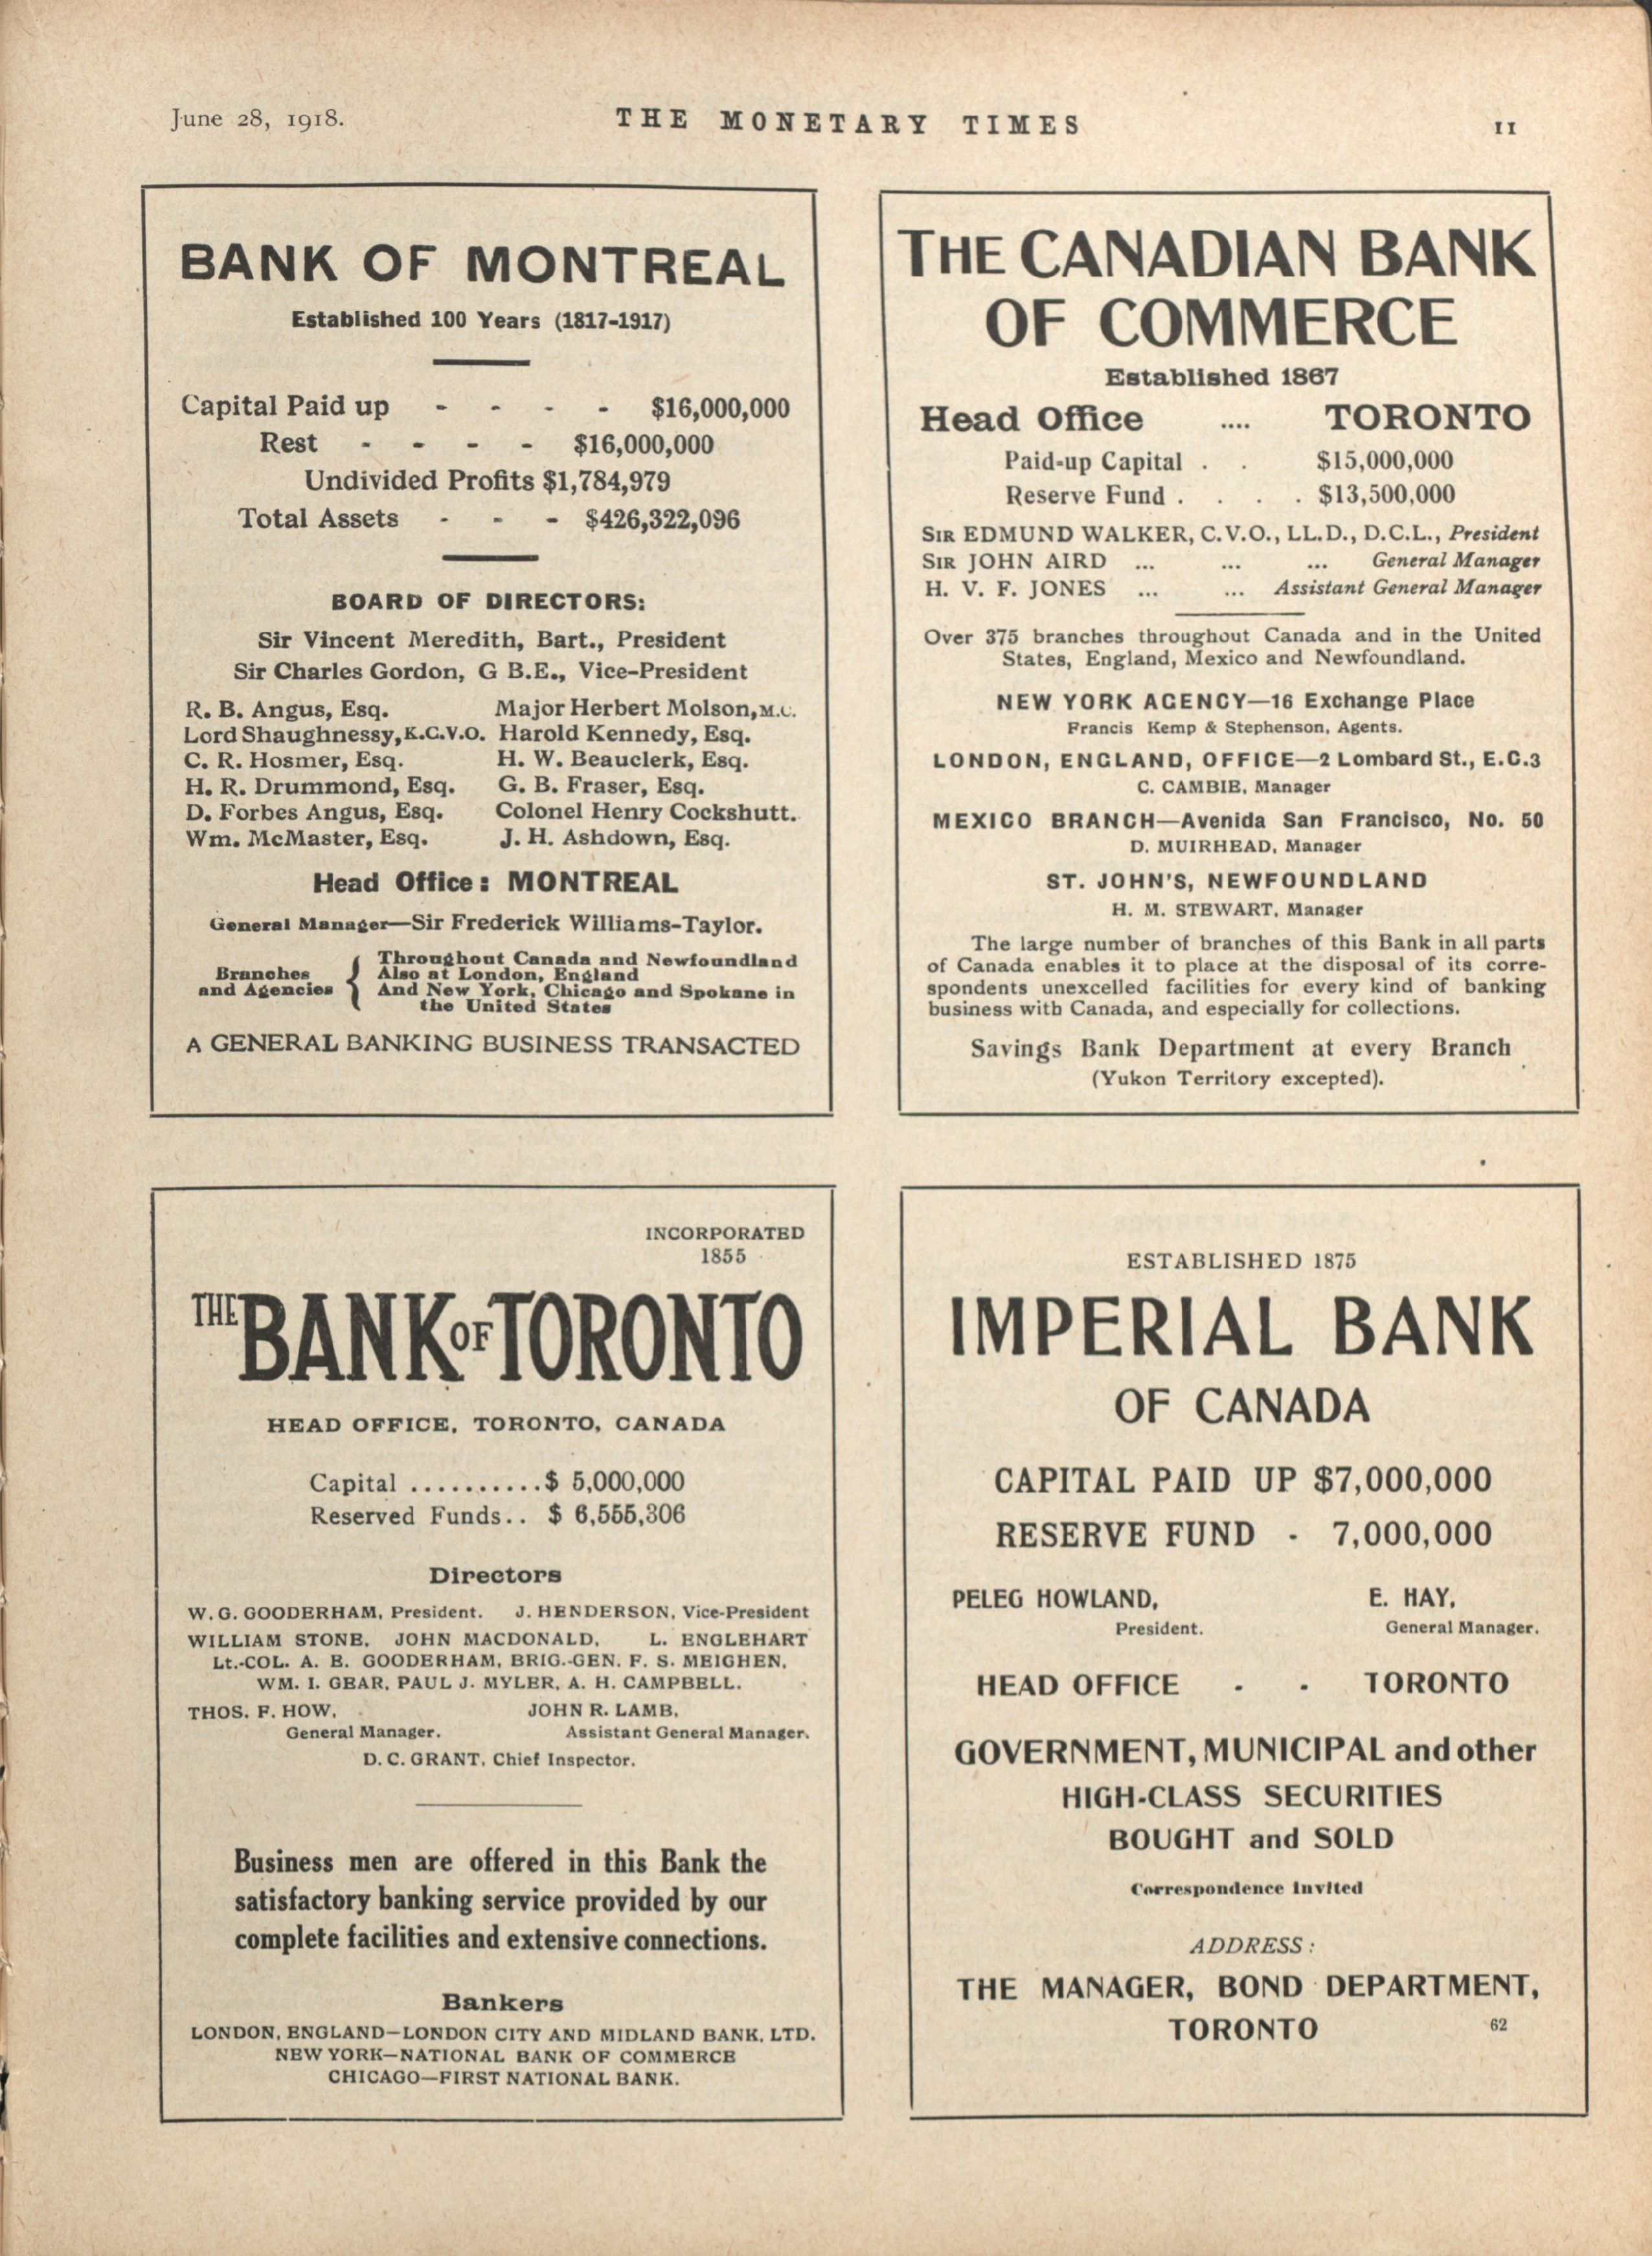 June 28, 1918.
THE MONETARY TIMES
11
BANK OF MONTREAL
Established 100 Years (1817-1917)
Capital Paid up - - - - $16,000,000
Rest - - - - $16,000,000
Undivided Profits $1,784,979
Total Assets - - - $426,322,096
BOARD OF DIRECTORS:
Sir Vincent Meredith, Bart., President
Sir Charles Gordon, G B.E., Vice-President
R. B. Angus, Esq. Major Herbert Molson, M.C.
Lord Shaughnessy, K.C.V.O. Harold Kennedy, Esq.
C. R. Hosmer, Esq. H. W. Beauclerk, Esq.
H. R. Drummond, Esq. G. B. Fraser, Esq.
D. Forbes Angus, Esq. Colonel Henry Cockshutt.
Wm. McMaster, Esq. J. H. Ashdown, Esq.
Head Office: MONTREAL
General Manager—Sir Frederick Williams-Taylor.
Branches and Agencies
Throughout Canada and Newfoundland
Also at London, England
And New York, Chicago and Spokane in
the United States
A GENERAL BANKING BUSINESS TRANSACTED
THE CANADIAN BANK
OF COMMERCE
Established 1867
Head Office .... TORONTO
Paid-up Capital . . $15,000,000
Reserve Fund . . . . $13,500,000
SIR EDMUND WALKER, C.V.O., LL.D., D.C.L., President
SIR JOHN AIRD ... ... ... General Manager
H. V. F. JONES ... ... Assistant General Manager
Over 375 branches throughout Canada and in the United
States, England, Mexico and Newfoundland.
NEW YORK AGENCY—16 Exchange Place
Francis Kemp & Stephenson, Agents.
LONDON, ENGLAND, OFFICE—2 Lombard St., E.C.3
C. CAMBIE, Manager
MEXICO BRANCH—Avenida San Francisco, No. 50
D. MUIRHEAD, Manager
ST. JOHN'S, NEWFOUNDLAND
H. M. STEWART, Manager
The large number of branches of this Bank in all parts
of Canada enables it to place at the disposal of its corre-
spondents unexcelled facilities for every kind of banking
business with Canada, and especially for collections.
Savings Bank Department at every Branch
(Yukon Territory excepted).
INCORPORATED
1855
THE BANK OF TORONTO
HEAD OFFICE, TORONTO, CANADA
Capital ..........$ 5,000,000
Reserved Funds.. $ 6,555,306
Directors
W. G. GOODERHAM, President. J. HENDERSON, Vice-President
WILLIAM STONE, JOHN MACDONALD, L. ENGLEHART
Lt.-COL. A. E. GOODERHAM, BRIG.-GEN. F. S. MEIGHEN,
WM. I. GEAR, PAUL J. MYLER, A. H. CAMPBELL.
THOS. F. HOW, JOHN R. LAMB,
General Manager. Assistant General Manager.
D. C. GRANT, Chief Inspector.
Business men are offered in this Bank the
satisfactory banking service provided by our
complete facilities and extensive connections.
Bankers
LONDON, ENGLAND—LONDON CITY AND MIDLAND BANK, LTD.
NEW YORK—NATIONAL BANK OF COMMERCE
CHICAGO—FIRST NATIONAL BANK.
ESTABLISHED 1875
IMPERIAL BANK
OF CANADA
CAPITAL PAID UP $7,000,000
RESERVE FUND - 7,000,000
PELEG HOWLAND, E. HAY,
President. General Manager.
HEAD OFFICE - - TORONTO
GOVERNMENT, MUNICIPAL and other
HIGH-CLASS SECURITIES
BOUGHT and SOLD
Correspondence Invited
ADDRESS:
THE MANAGER, BOND DEPARTMENT,
TORONTO 62